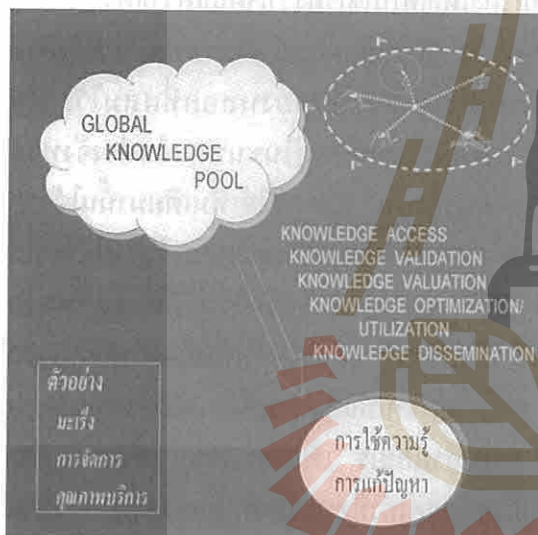 GLOBAL
KNOWLEDGE
POOL
KNOWLEDGE ACCESS
KNOWLEDGE VALIDATION
KNOWLEDGE VALUATION
KNOWLEDGE OPTIMIZATION/
UTILIZATION
KNOWLEDGE DISSEMINATION
ตัวอย่าง
มะเร็ง
การจัดการ
คุณภาพบริการ
การใช้ความรู้
การแก้ปัญหา